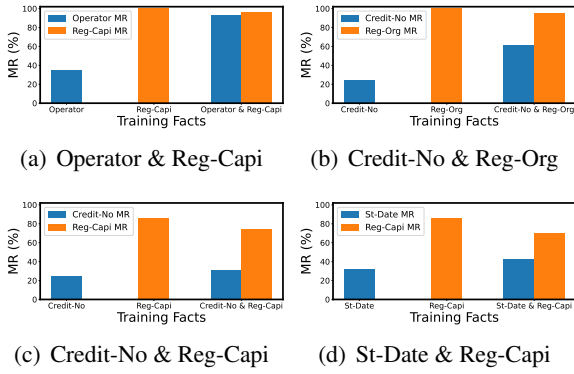 100
80
60
40
20
0
MR (%)
Operator MR
Reg-Capi MR
Operator
Reg-Capi
Operator & Reg-Capi
Training Facts
(a) Operator & Reg-Capi
100
80
60
40
20
0
MR (%)
Credit-No MR
Reg-Org MR
Credit-No
Reg-Org
Credit-No & Reg-Org
Training Facts
(b) Credit-No & Reg-Org
100
80
60
40
20
0
MR (%)
Credit-No MR
Reg-Capi MR
Credit-No
Reg-Capi
Credit-No & Reg-Capi
Training Facts
(c) Credit-No & Reg-Capi
100
80
60
40
20
0
MR (%)
St-Date MR
Reg-Capi MR
St-Date
Reg-Capi
St-Date & Reg-Capi
Training Facts
(d) St-Date & Reg-Capi